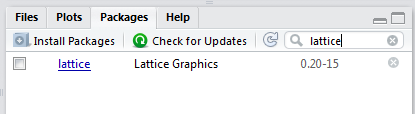 Files Plots Packages Help
Install Packages Check for Updates lattice
lattice Lattice Graphics 0.20-15